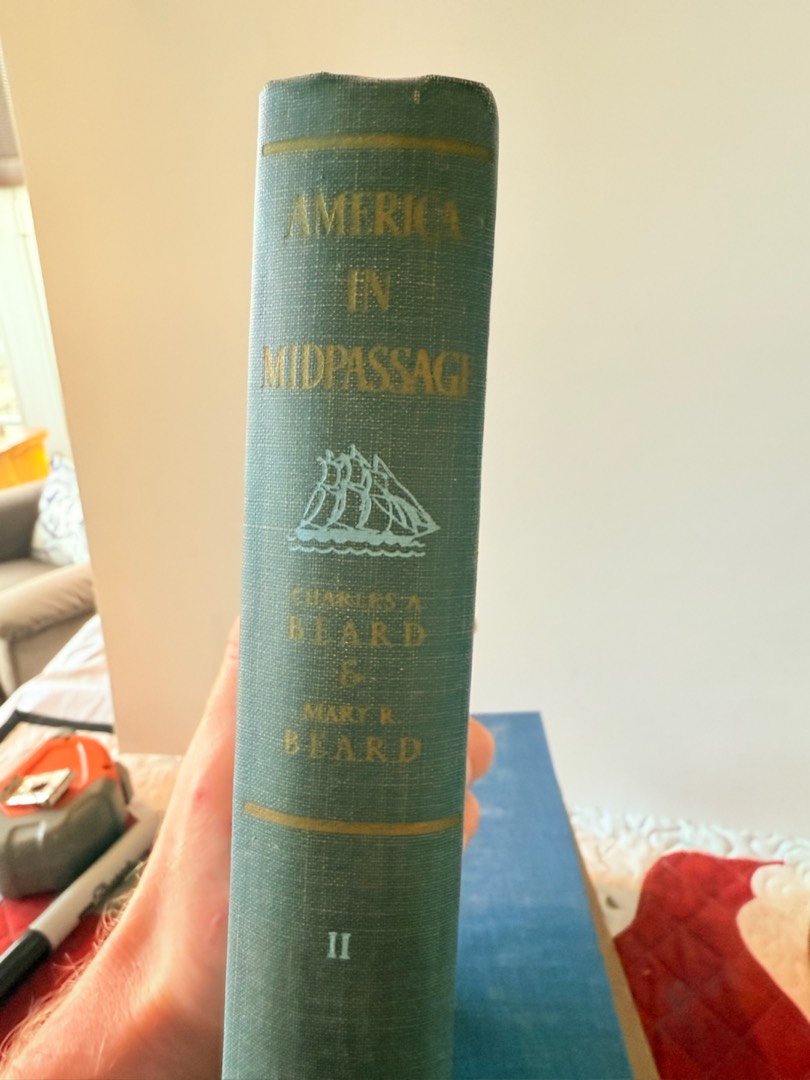 AMERICA
IN
MIDPASSAGE
CHARLES A
BEARD
&
MARY R
BEARD
II